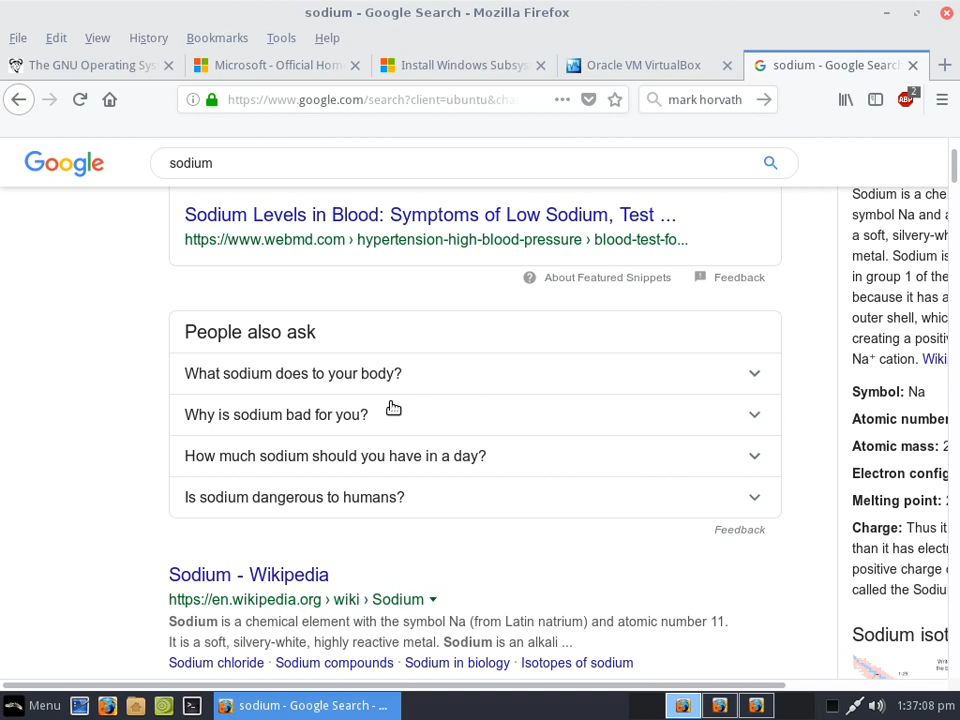 sodium - Google Search - Mozilla Firefox
File Edit View History Bookmarks Tools Help
The GNU Operating Sys
Microsoft - Official Hom
Install Windows Subsys
Oracle VM VirtualBox
sodium - Google Search
https://www.google.com/search?client=ubuntu&cha
mark horvath
ABP
2
Google
sodium
Sodium Levels in Blood: Symptoms of Low Sodium, Test ...
https://www.webmd.com › hypertension-high-blood-pressure › blood-test-fo...
About Featured Snippets
Feedback
People also ask
What sodium does to your body?
Why is sodium bad for you?
How much sodium should you have in a day?
Is sodium dangerous to humans?
Feedback
Sodium - Wikipedia
https://en.wikipedia.org › wiki › Sodium
Sodium is a chemical element with the symbol Na (from Latin natrium) and atomic number 11.
It is a soft, silvery-white, highly reactive metal. Sodium is an alkali ...
Sodium chloride · Sodium compounds · Sodium in biology · Isotopes of sodium
Sodium is a che
symbol Na and a
a soft, silvery-wh
metal. Sodium is
in group 1 of the
because it has a
outer shell, whic
creating a positi
Na⁺ cation. Wiki
Symbol: Na
Atomic number
Atomic mass: 2
Electron config
Melting point:
Charge: Thus it
than it has elect
positive charge
called the Sodiu
Sodium isot
Menu
sodium - Google Search - ...
1:37:08 pm